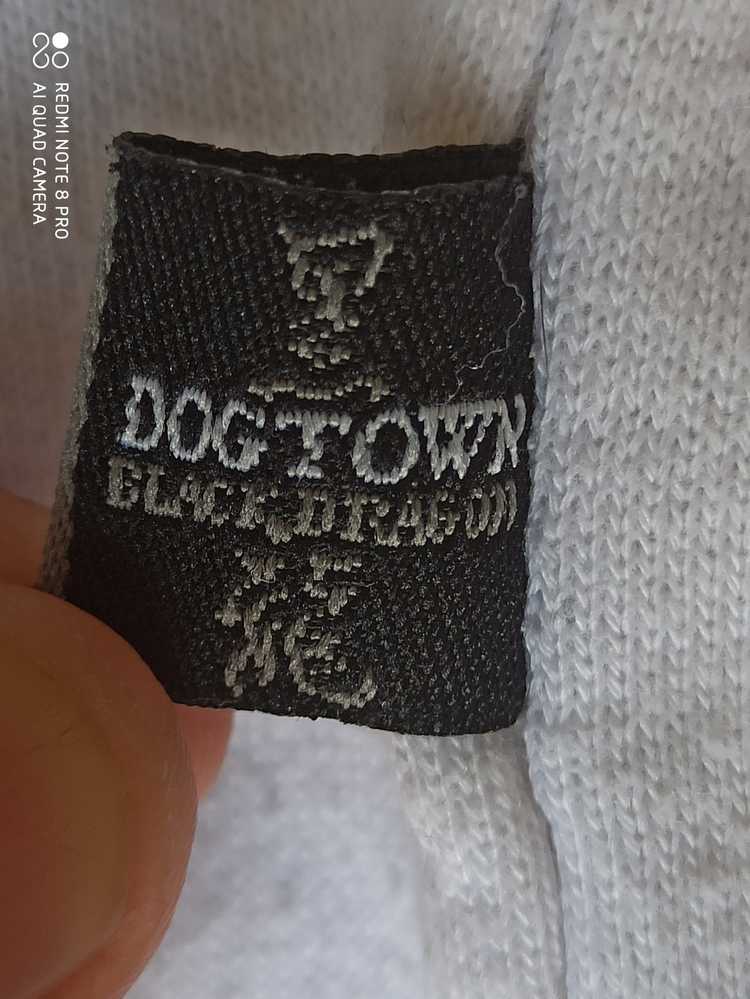 REDMI NOTE 8 PRO
AI QUAD CAMERA
DOGTOWN
BLACK DRAGON